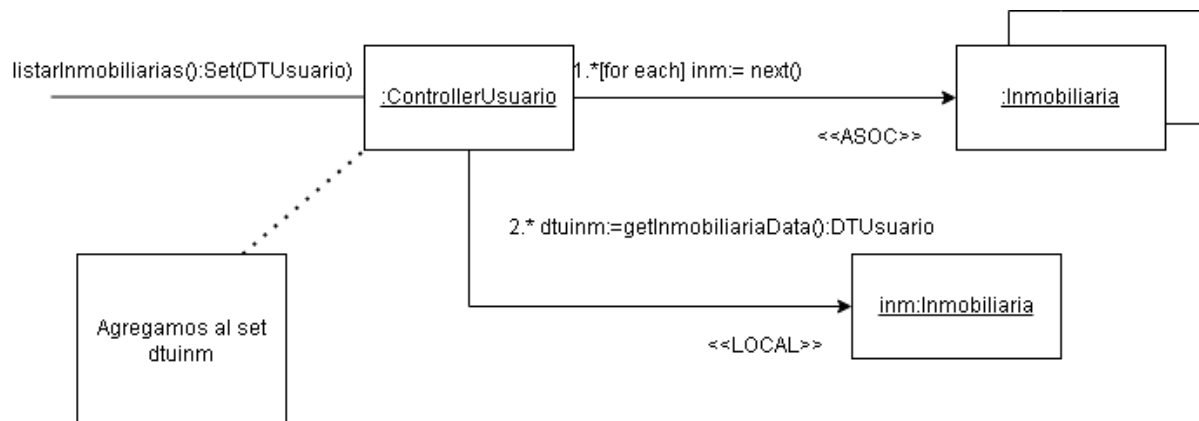 listarInmobiliarias():Set(DTUsuario)
:ControllerUsuario
1.*[for each] inm:= next()
:Inmobiliaria
<<ASOC>>
2.* dtuinm:=getInmobiliariaData():DTUsuario
inm:Inmobiliaria
<<LOCAL>>
Agregamos al set
dtuinm